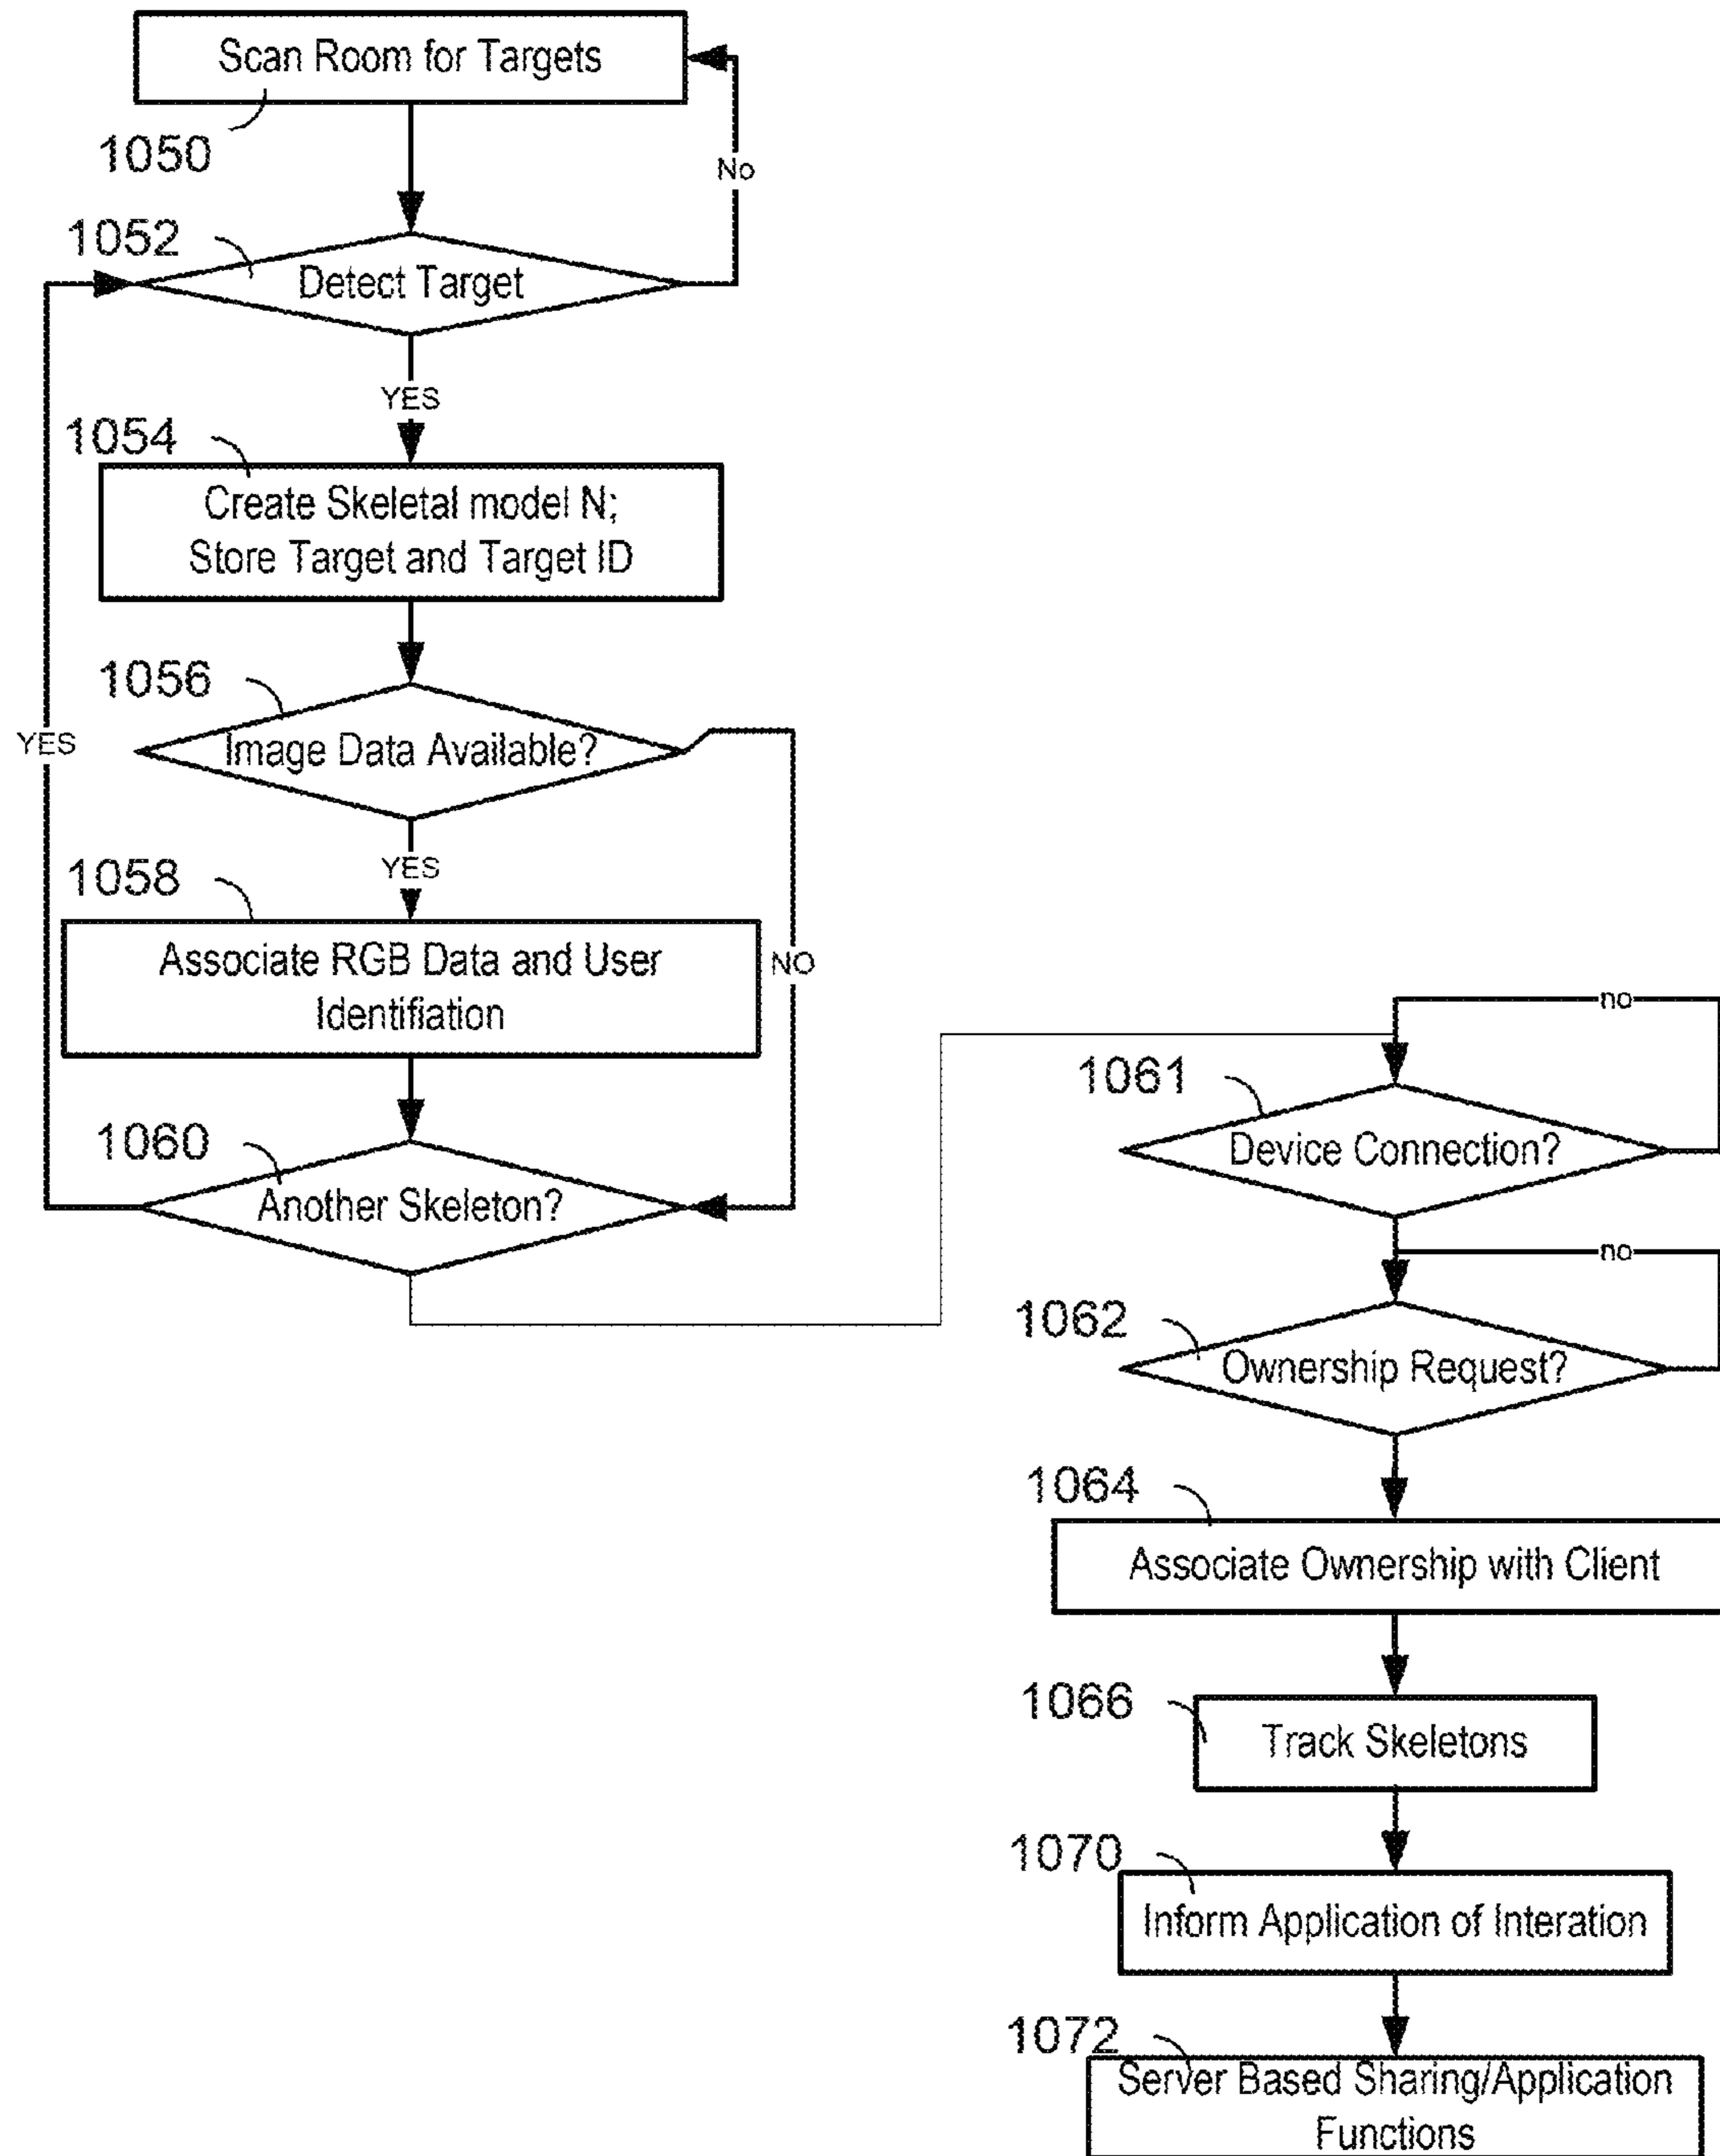 Scan Room for Targets
1050
No
1052
Detect Target
YES
1054
Create Skeletal model N;
Store Target and Target ID
1056
Image Data Available?
YES
YES
1058
Associate RGB Data and User
Identifiation
NO
1060
Another Skeleton?
no
1061
Device Connection?
no
1062
Ownership Request?
1064
Associate Ownership with Client
1066
Track Skeletons
1070
Inform Application of Interation
1072
Server Based Sharing/Application
Functions